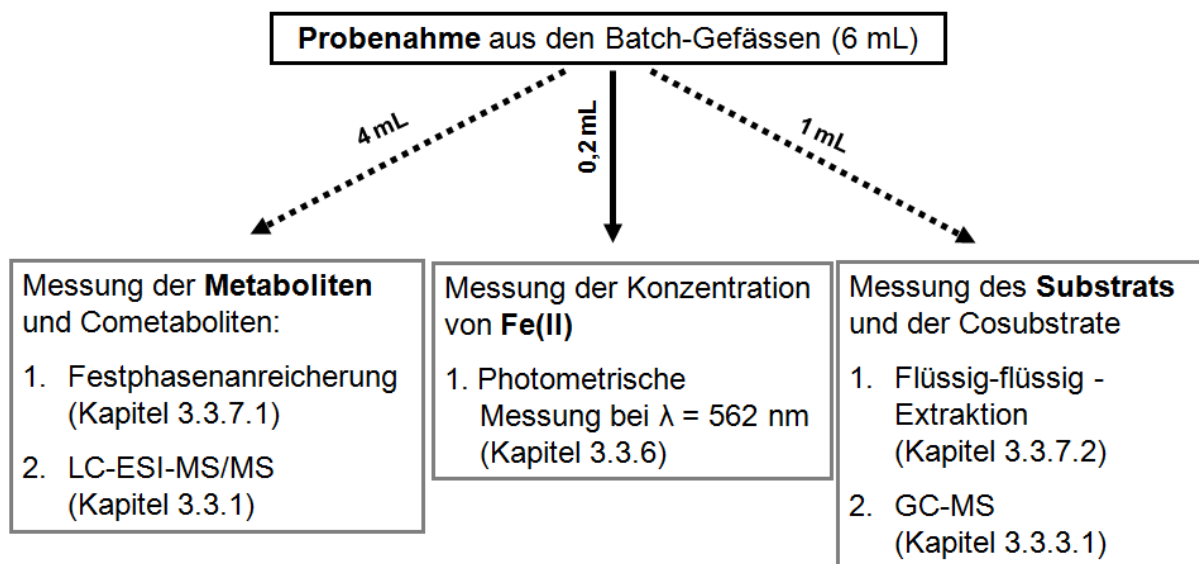 Probenahme aus den Batch-Gefässen (6 mL)
4 mL
0,2 mL
1 mL
Messung der Metaboliten
und Cometaboliten:
1. Festphasenanreicherung
(Kapitel 3.3.7.1)
2. LC-ESI-MS/MS
(Kapitel 3.3.1)
Messung der Konzentration
von Fe(II)
1. Photometrische
Messung bei λ = 562 nm
(Kapitel 3.3.6)
Messung des Substrats
und der Cosubstrate
1. Flüssig-flüssig -
Extraktion
(Kapitel 3.3.7.2)
2. GC-MS
(Kapitel 3.3.3.1)